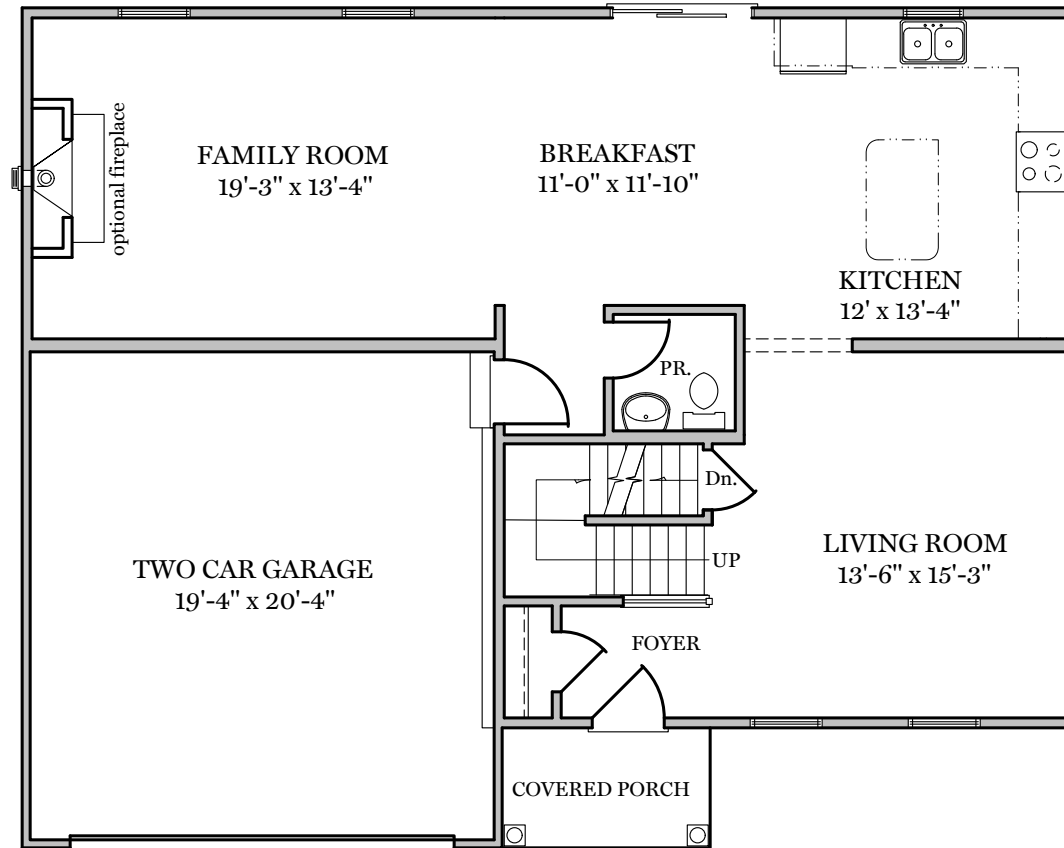 FAMILY ROOM
19'-3" x 13'-4"
optional fireplace
BREAKFAST
11'-0" x 11'-10"
KITCHEN
12' x 13'-4"
PR.
Dn.
UP
TWO CAR GARAGE
19'-4" x 20'-4"
LIVING ROOM
13'-6" x 15'-3"
FOYER
COVERED PORCH